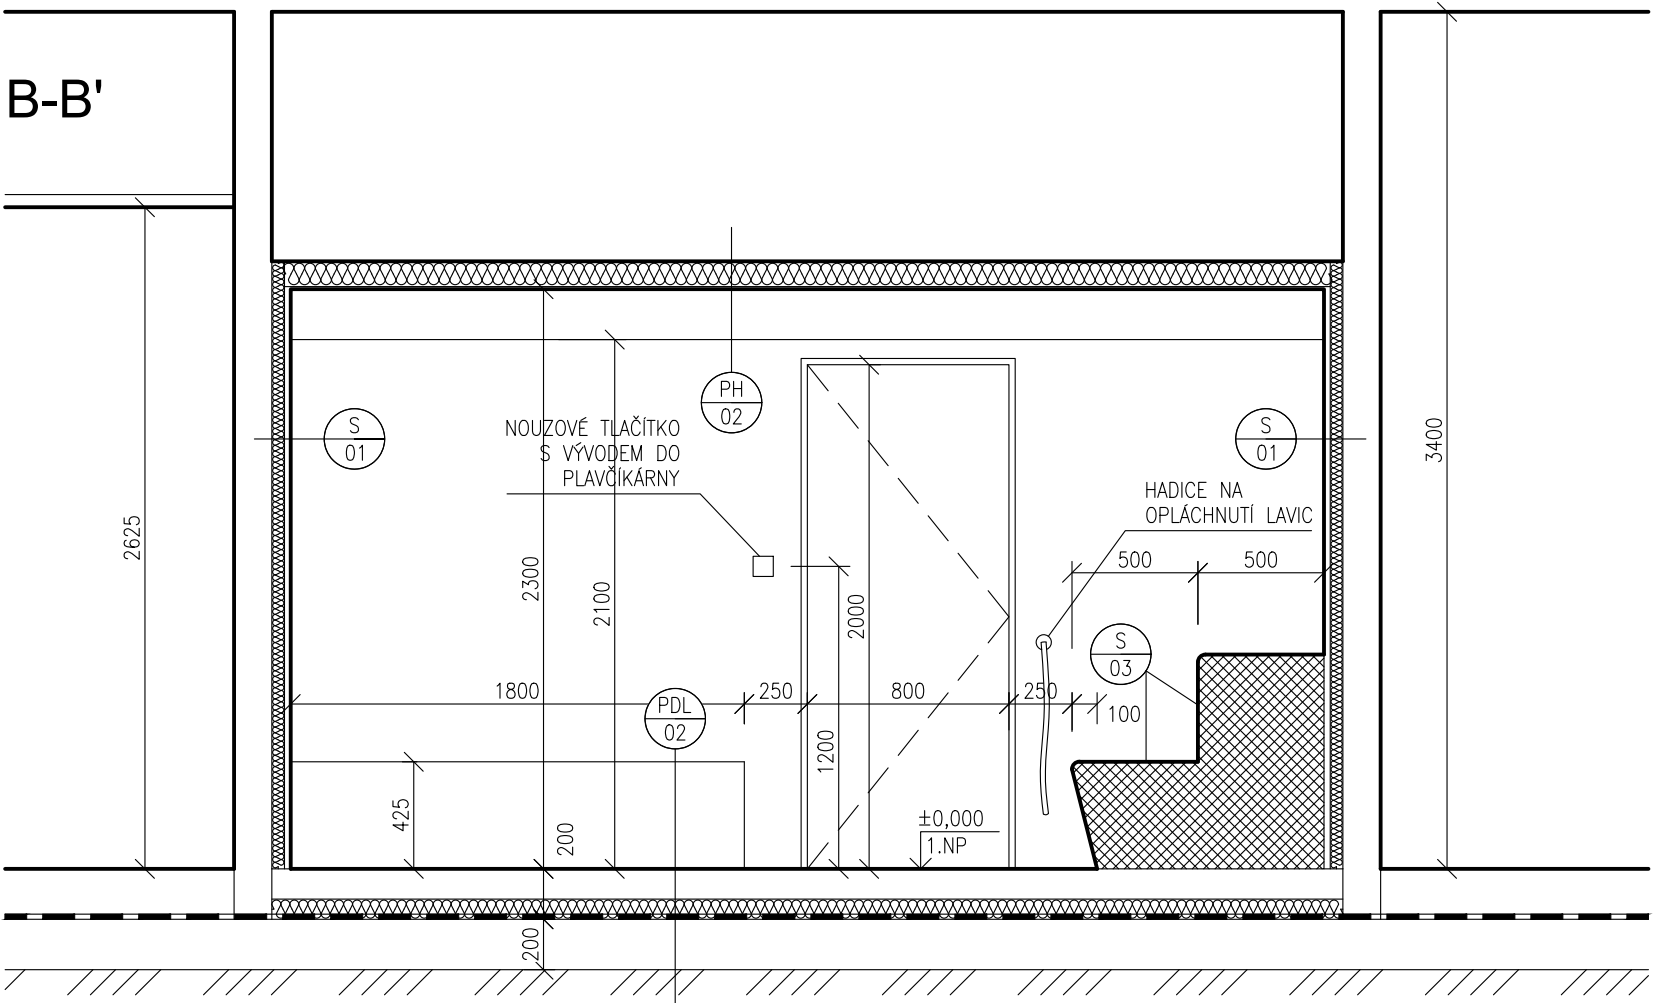 B-B'
PH
02
S
01
NOUZOVÉ TLAČÍTKO
S VÝVODEM DO
PLAVČÍKÁRNY
S
01
3400
HADICE NA
OPLÁCHNUTÍ LAVIC
2625
2300
2100
2000
500
500
S
03
1800
PDL
02
250
800
250
100
1200
425
200
±0,000
1.NP
200